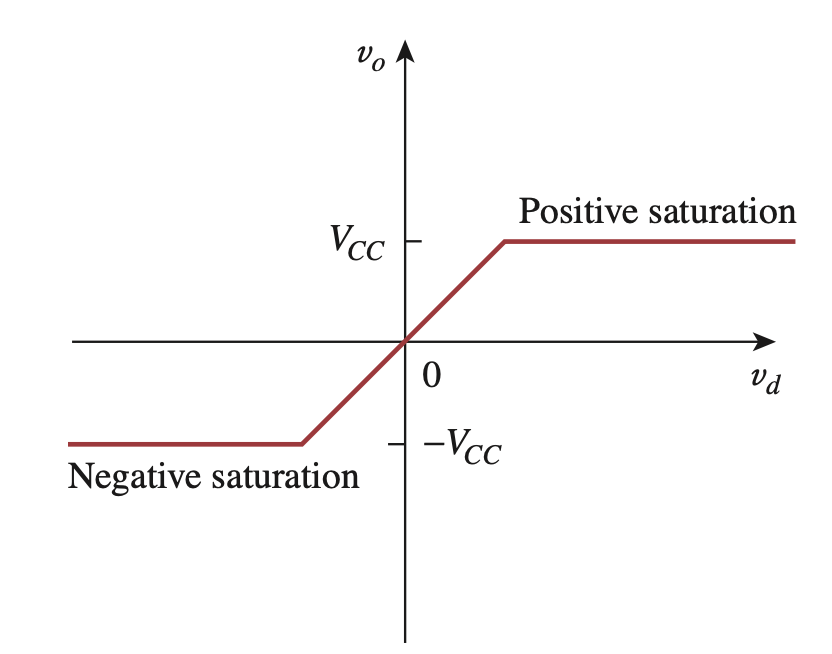 v_o
Positive saturation
V_CC
0
v_d
−V_CC
Negative saturation